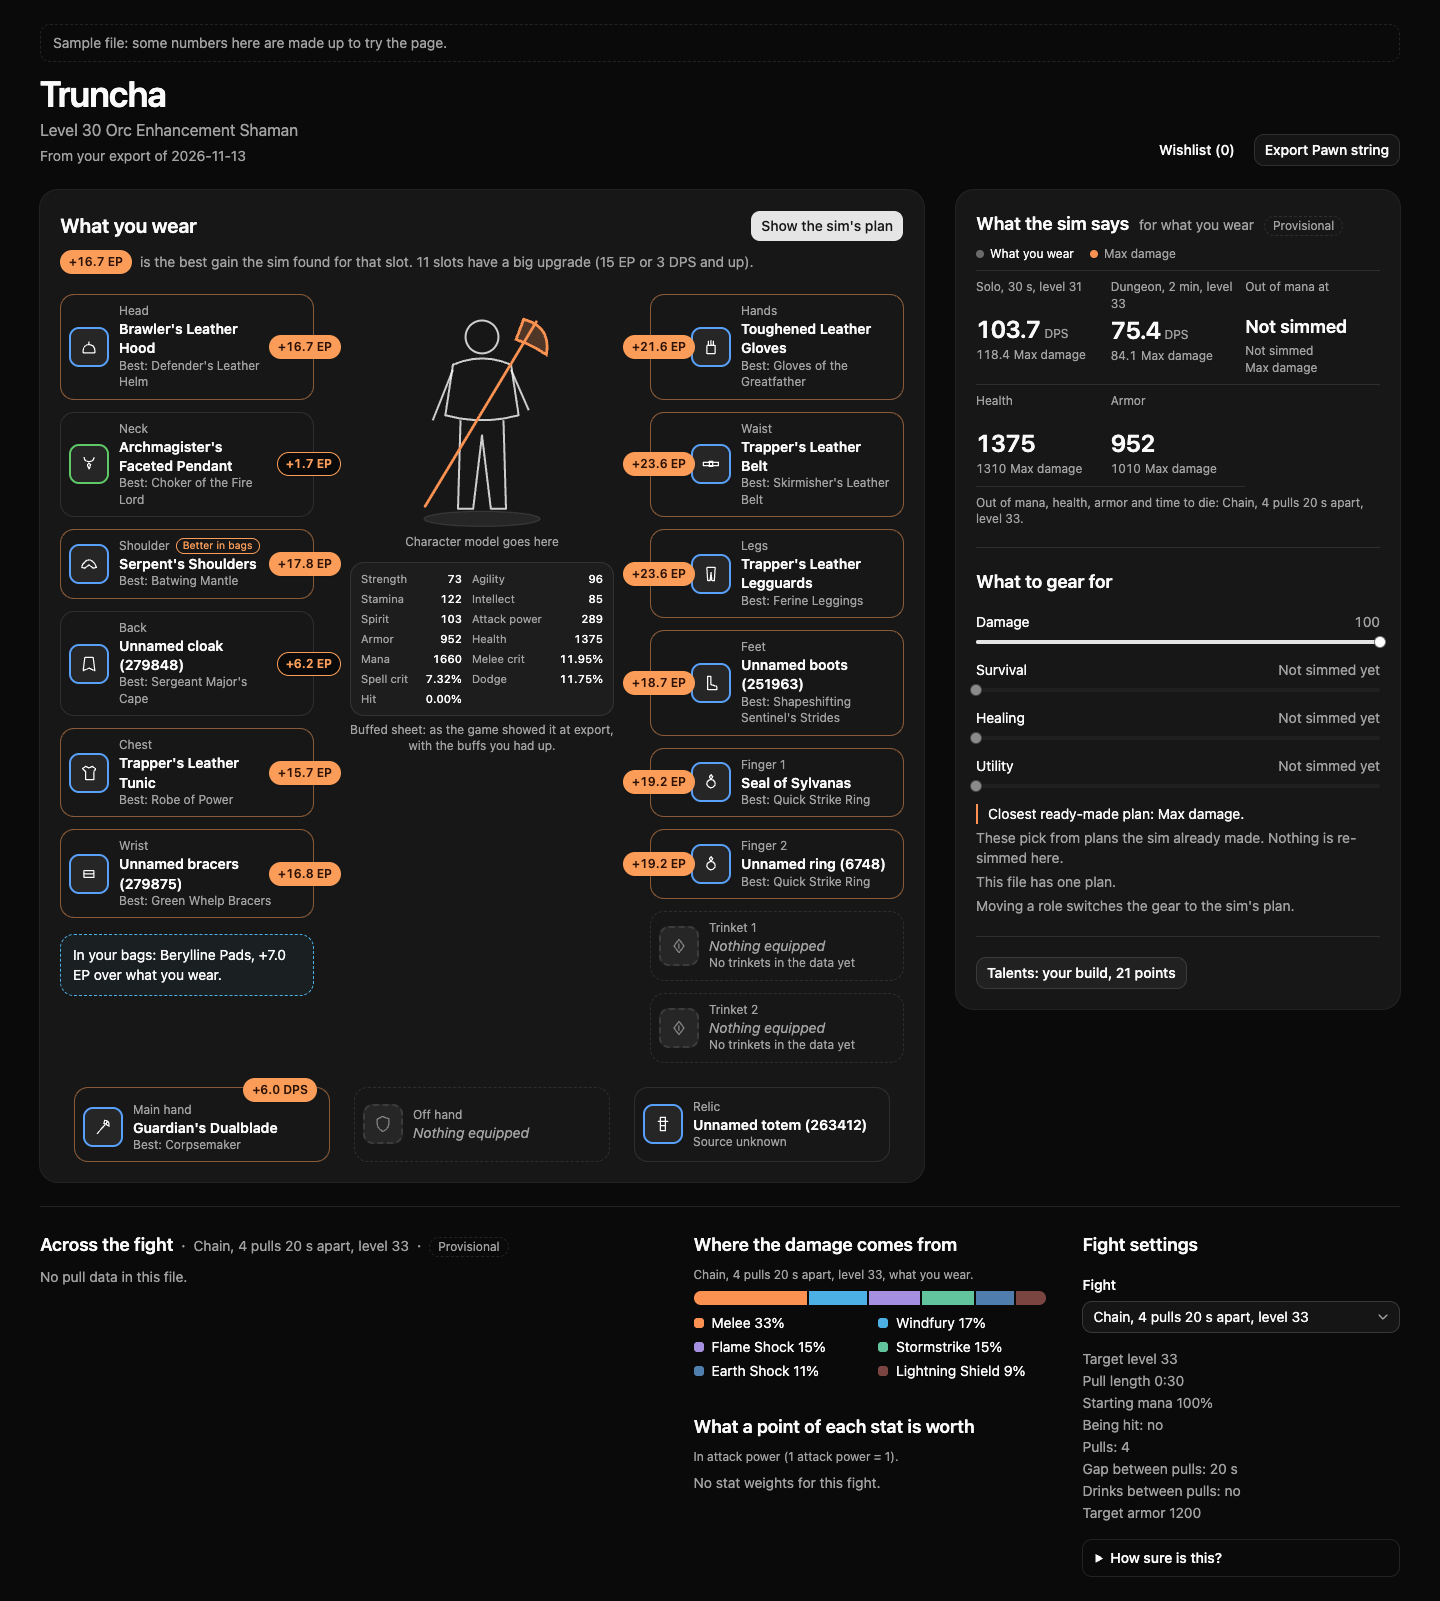 Sample file: some numbers here are made up to try the page.
Truncha
Level 30 Orc Enhancement Shaman
From your export of 2026-11-13
Wishlist (0)
Export Pawn string
What you wear
Show the sim's plan
+16.7 EP is the best gain the sim found for that slot. 11 slots have a big upgrade (15 EP or 3 DPS and up).
Head
Brawler's Leather
Hood
Best: Defender's Leather
Helm
+16.7 EP
Neck
Archmagister's
Faceted Pendant
Best: Choker of the Fire
Lord
+1.7 EP
Shoulder
Better in bags
Serpent's Shoulders
Best: Batwing Mantle
+17.8 EP
Back
Unnamed cloak
(279848)
Best: Sergeant Major's
Cape
+6.2 EP
Chest
Trapper's Leather
Tunic
Best: Robe of Power
+15.7 EP
Wrist
Unnamed bracers
(279875)
Best: Green Whelp Bracers
+16.8 EP
In your bags: Berylline Pads, +7.0
EP over what you wear.
Character model goes here
Strength 73 Agility 96
Stamina 122 Intellect 85
Spirit 103 Attack power 289
Armor 952 Health 1375
Mana 1660 Melee crit 11.95%
Spell crit 7.32% Dodge 11.75%
Hit 0.00%
Buffed sheet: as the game showed it at export,
with the buffs you had up.
+21.6 EP
Hands
Toughened Leather
Gloves
Best: Gloves of the
Greatfather
+23.6 EP
Waist
Trapper's Leather
Belt
Best: Skirmisher's Leather
Belt
+23.6 EP
Legs
Trapper's Leather
Legguards
Best: Ferine Leggings
+18.7 EP
Feet
Unnamed boots
(251963)
Best: Shapeshifting
Sentinel's Strides
+19.2 EP
Finger 1
Seal of Sylvanas
Best: Quick Strike Ring
+19.2 EP
Finger 2
Unnamed ring (6748)
Best: Quick Strike Ring
Trinket 1
Nothing equipped
No trinkets in the data yet
Trinket 2
Nothing equipped
No trinkets in the data yet
+6.0 DPS
Main hand
Guardian's Dualblade
Best: Corpsemaker
Off hand
Nothing equipped
Relic
Unnamed totem (263412)
Source unknown
What the sim says for what you wear Provisional
What you wear Max damage
Solo, 30 s, level 31
103.7 DPS
118.4 Max damage
Dungeon, 2 min, level
33
75.4 DPS
84.1 Max damage
Out of mana at
Not simmed
Not simmed
Max damage
Health
1375
1310 Max damage
Armor
952
1010 Max damage
Out of mana, health, armor and time to die: Chain, 4 pulls 20 s apart,
level 33.
What to gear for
Damage 100
Survival Not simmed yet
Healing Not simmed yet
Utility Not simmed yet
Closest ready-made plan: Max damage.
These pick from plans the sim already made. Nothing is re-
simmed here.
This file has one plan.
Moving a role switches the gear to the sim's plan.
Talents: your build, 21 points
Across the fight · Chain, 4 pulls 20 s apart, level 33 · Provisional
No pull data in this file.
Where the damage comes from
Chain, 4 pulls 20 s apart, level 33, what you wear.
Melee 33% Windfury 17%
Flame Shock 15% Stormstrike 15%
Earth Shock 11% Lightning Shield 9%
What a point of each stat is worth
In attack power (1 attack power = 1).
No stat weights for this fight.
Fight settings
Fight
Chain, 4 pulls 20 s apart, level 33
Target level 33
Pull length 0:30
Starting mana 100%
Being hit: no
Pulls: 4
Gap between pulls: 20 s
Drinks between pulls: no
Target armor 1200
How sure is this?